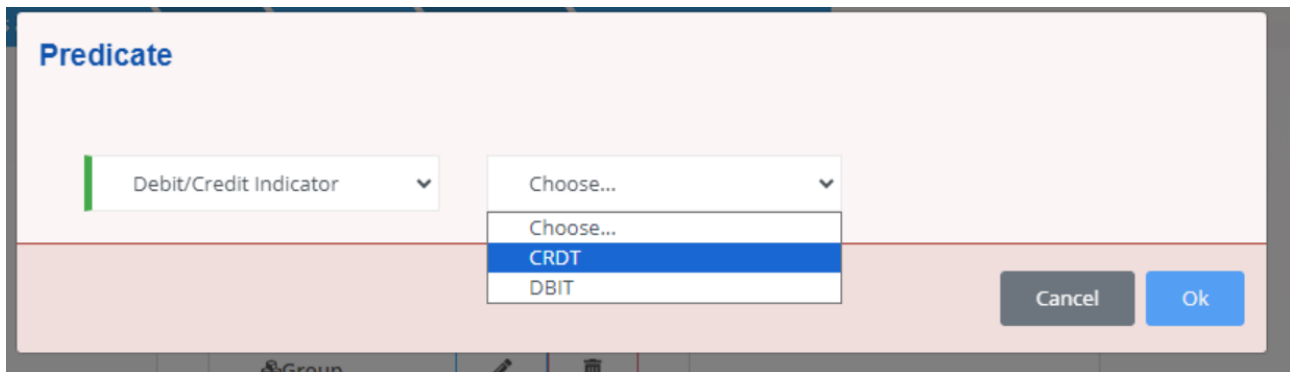 Predicate
Debit/Credit Indicator
Choose...
Choose...
CRDT
DBIT
Cancel
Ok
Group